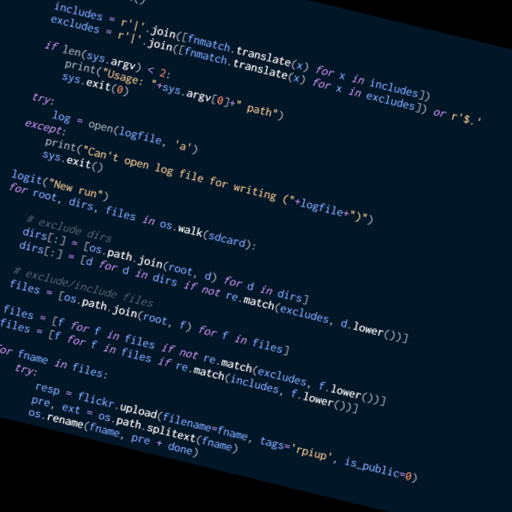 ()
includes = r'|'.join([fnmatch.translate(x) for x in includes])
excludes = r'|'.join([fnmatch.translate(x) for x in excludes]) or r'$.'
if len(sys.argv) < 2:
print("Usage: "+sys.argv[0]+" path")
sys.exit(0)
try:
log = open(logfile, 'a')
except:
print("Can't open log file for writing ("+logfile+")")
sys.exit()
logit("New run")
for root, dirs, files in os.walk(sdcard):
# exclude dirs
dirs[:] = [os.path.join(root, d) for d in dirs]
dirs[:] = [d for d in dirs if not re.match(excludes, d.lower())]
# exclude/include files
files = [os.path.join(root, f) for f in files]
files = [f for f in files if not re.match(excludes, f.lower())]
files = [f for f in files if re.match(includes, f.lower())]
for fname in files:
try:
resp = flickr.upload(filename=fname, tags='rpiup', is_public=0)
pre, ext = os.path.splitext(fname)
os.rename(fname, pre + done)